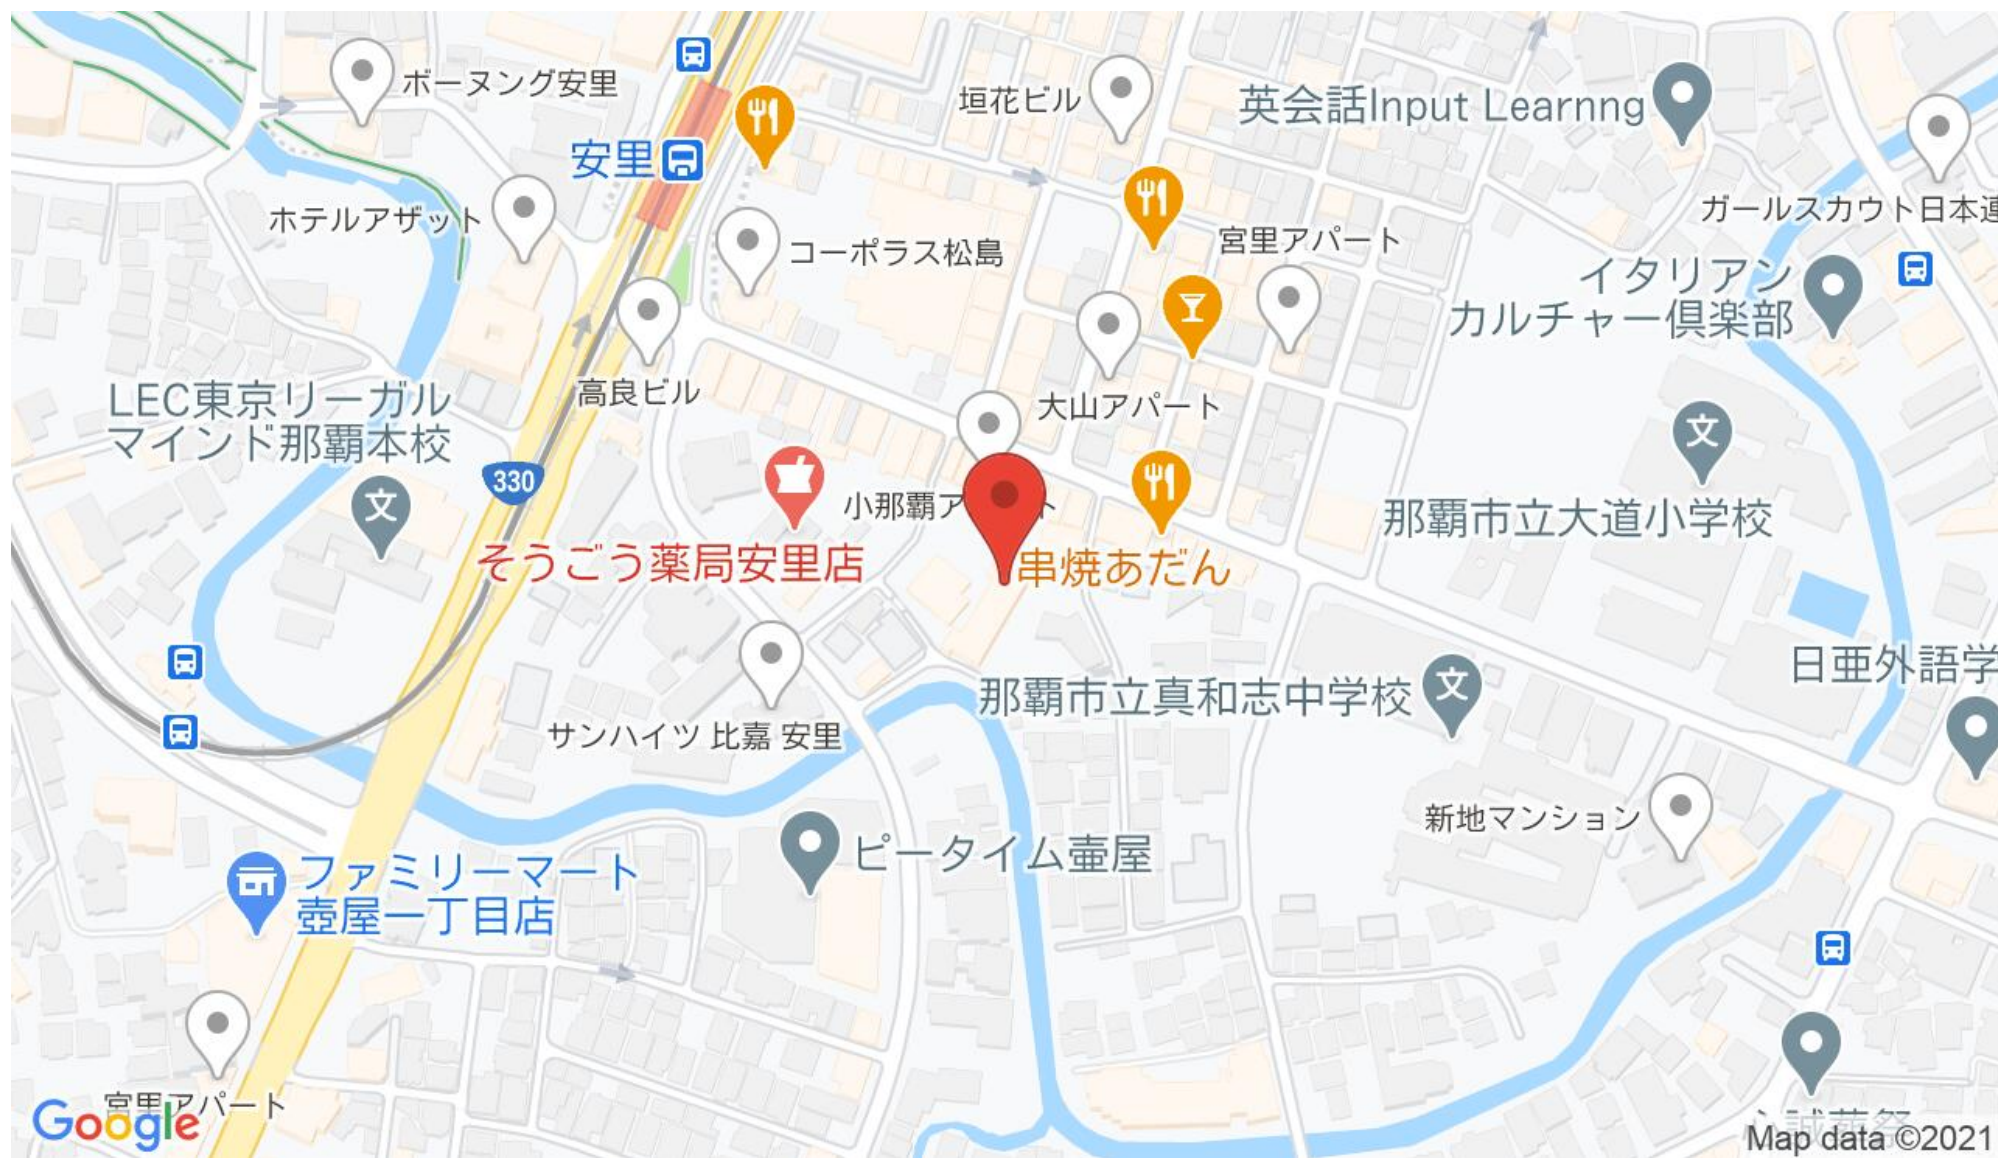 ボーヌング安里
垣花ビル
英会話Input Learnng
安里
ホテルアザット
コーポラス松島
宮里アパート
ガールスカウト日本連
イタリアン
カルチャー倶楽部
高良ビル
大山アパート
LEC東京リーガル
マインド那覇本校
330
文
文
小那覇ア
ト
那覇市立大道小学校
そうごう薬局安里店
串焼あだん
日亜外語学
那覇市立真和志中学校
文
サンハイツ 比嘉 安里
新地マンション
ピータイム壷屋
ファミリーマート
壺屋一丁目店
宮里アパート
Google
心誠葬祭
Map data ©2021